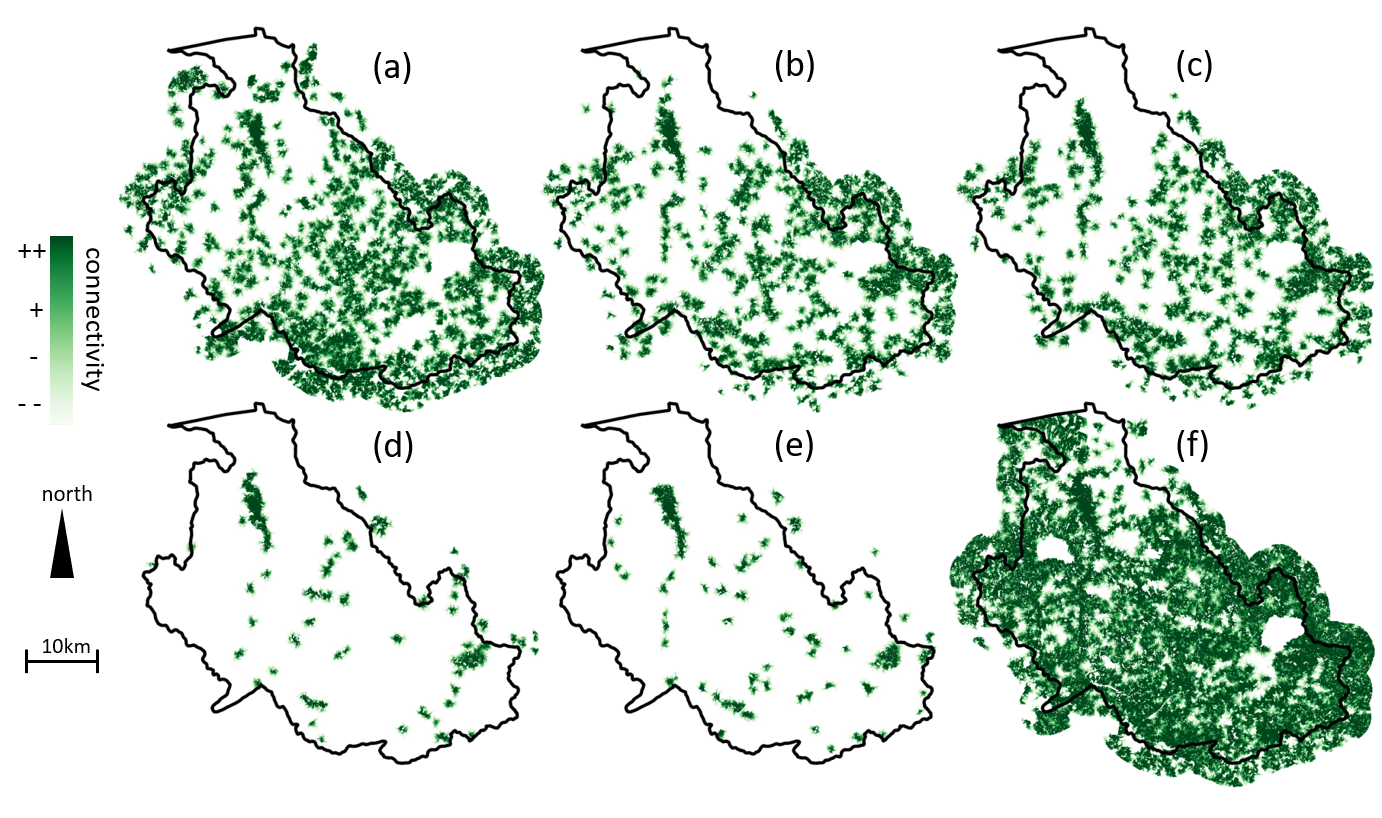 (a)
(b)
(c)
++
+
-
- -
connectivity
(d)
(e)
(f)
north
10km